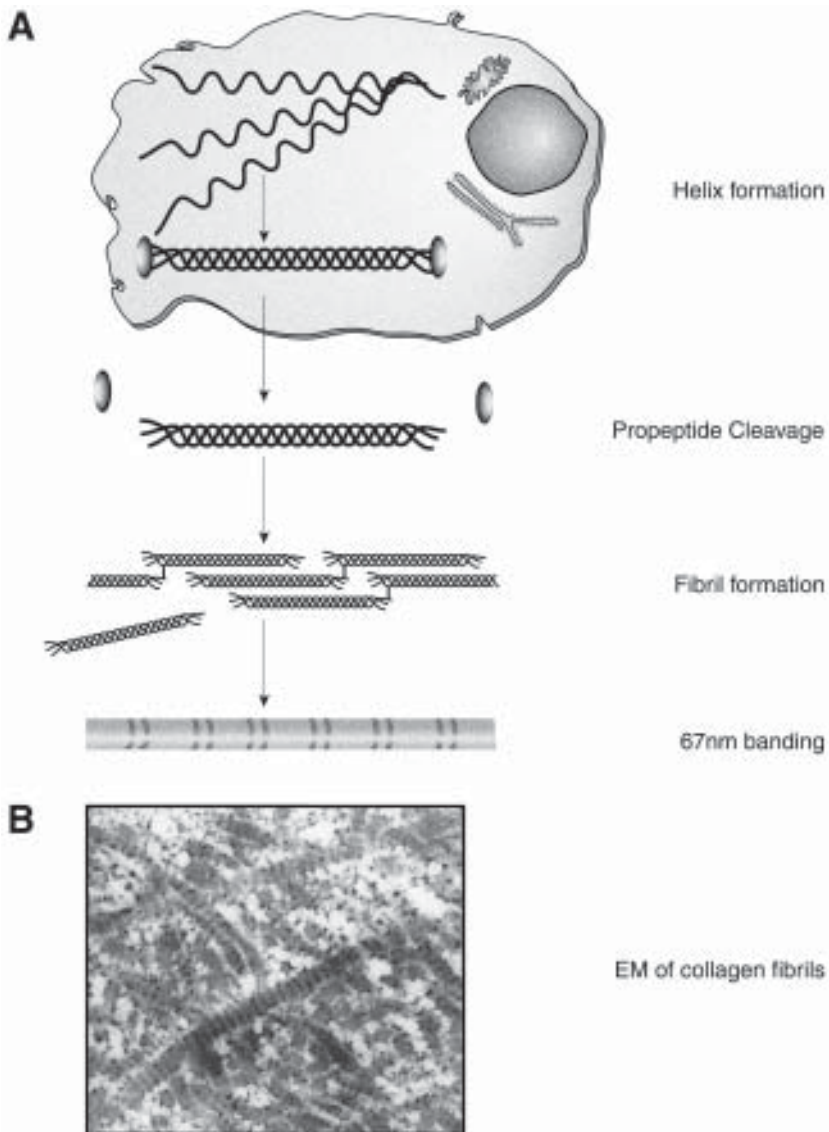 A
Helix formation
Propeptide Cleavage
Fibril formation
67nm banding
B
EM of collagen fibrils